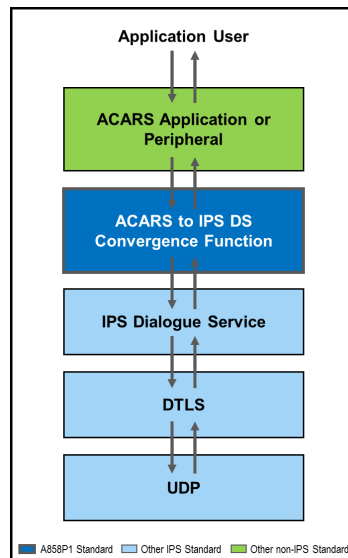 Application User
ACARS Application or
Peripheral
ACARS to IPS DS
Convergence Function
IPS Dialogue Service
DTLS
UDP
A858P1 Standard Other IPS Standard Other non-IPS Standard